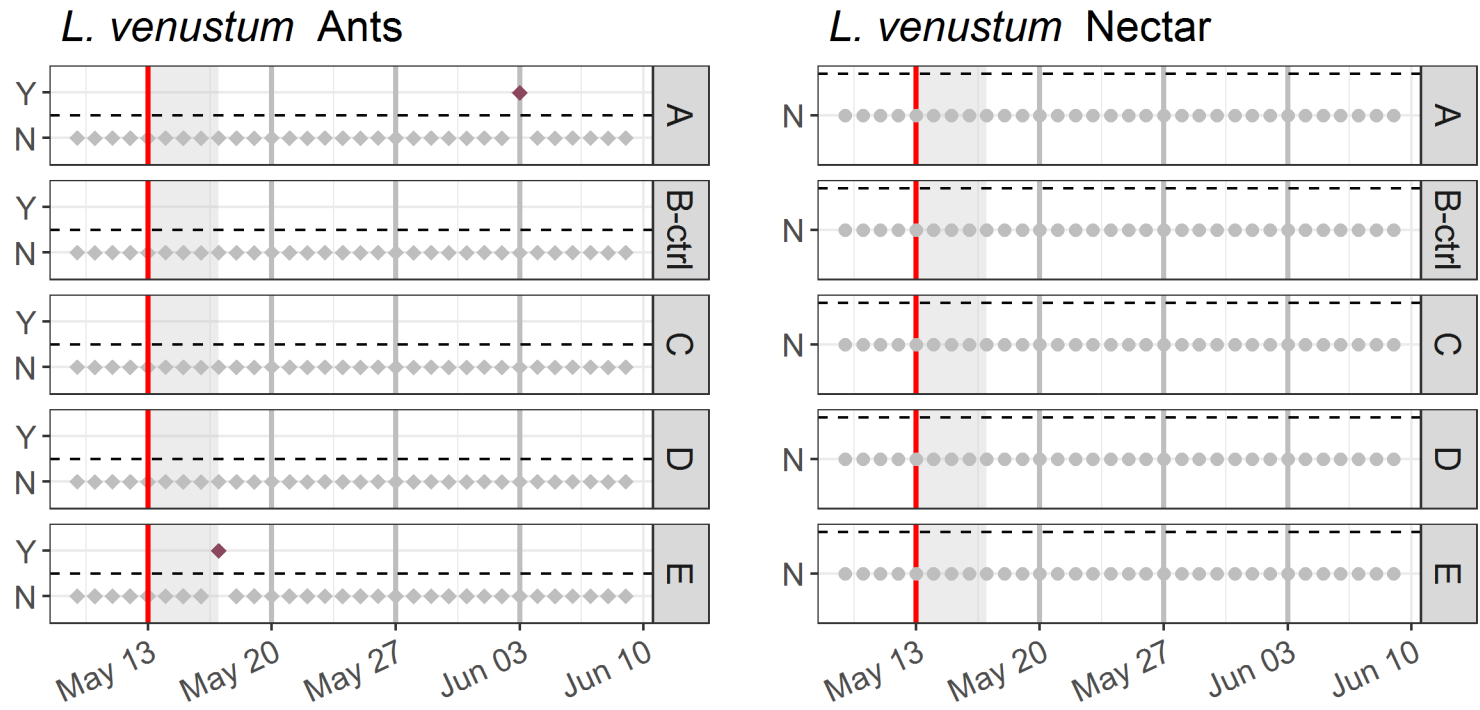 L. venustum Ants
Y
N
A
Y
N
B-ctrl
Y
N
C
Y
N
D
Y
N
E
May 13
May 20
May 27
Jun 03
Jun 10
L. venustum Nectar
N
A
N
B-ctrl
N
C
N
D
N
E
May 13
May 20
May 27
Jun 03
Jun 10